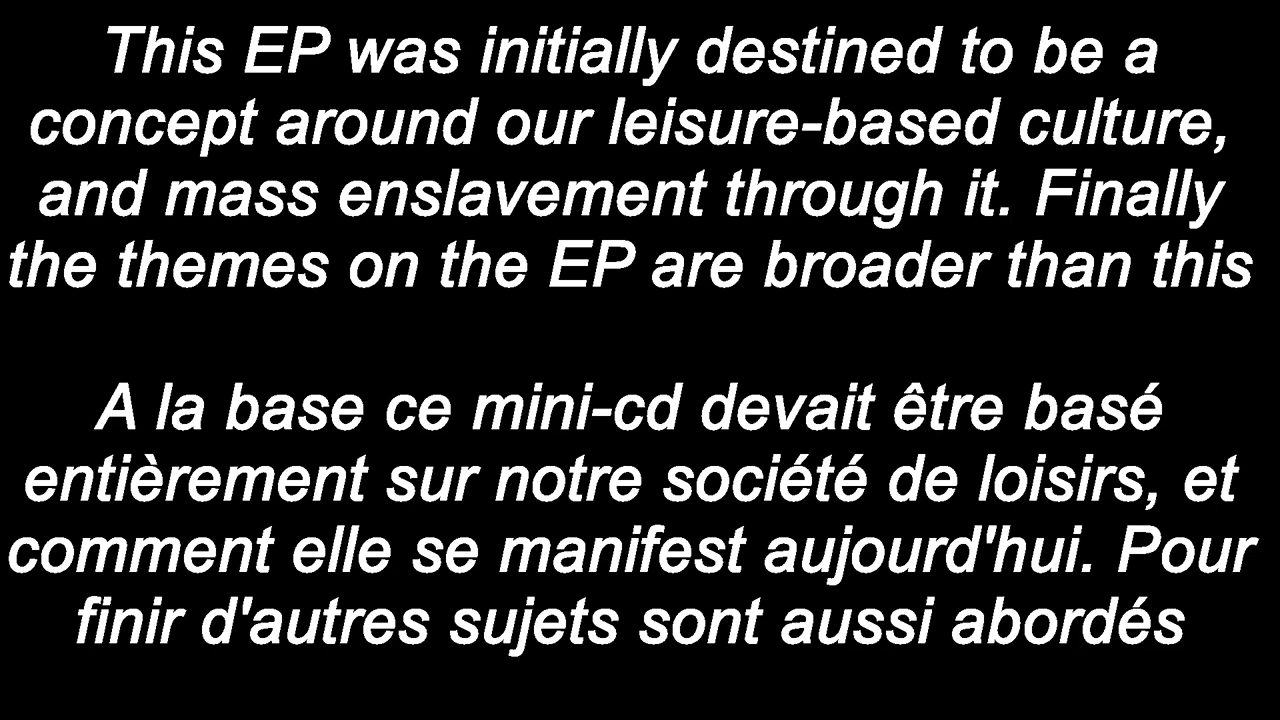 This EP was initially destined to be a
concept around our leisure-based culture,
and mass enslavement through it. Finally
the themes on the EP are broader than this
A la base ce mini-cd devait être basé
entièrement sur notre société de loisirs, et
comment elle se manifest aujourd'hui. Pour
finir d'autres sujets sont aussi abordés